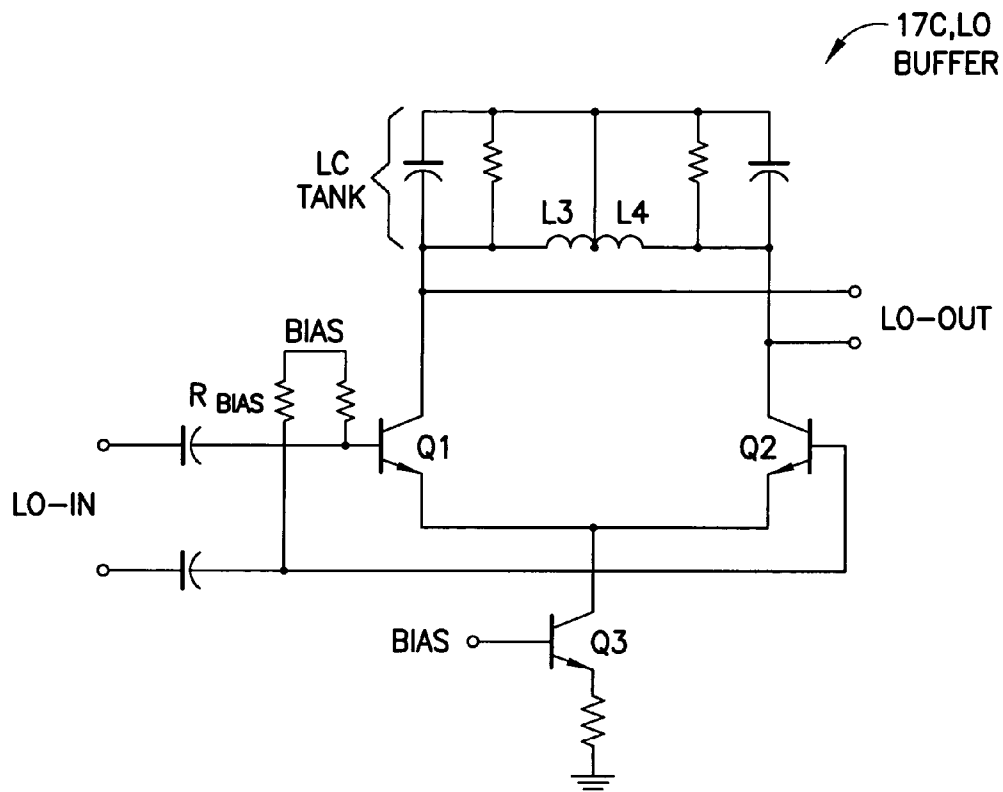 17C,LO
BUFFER
LC
TANK
L3 L4
LO-OUT
BIAS
R BIAS
Q1 Q2
LO-IN
BIAS Q3